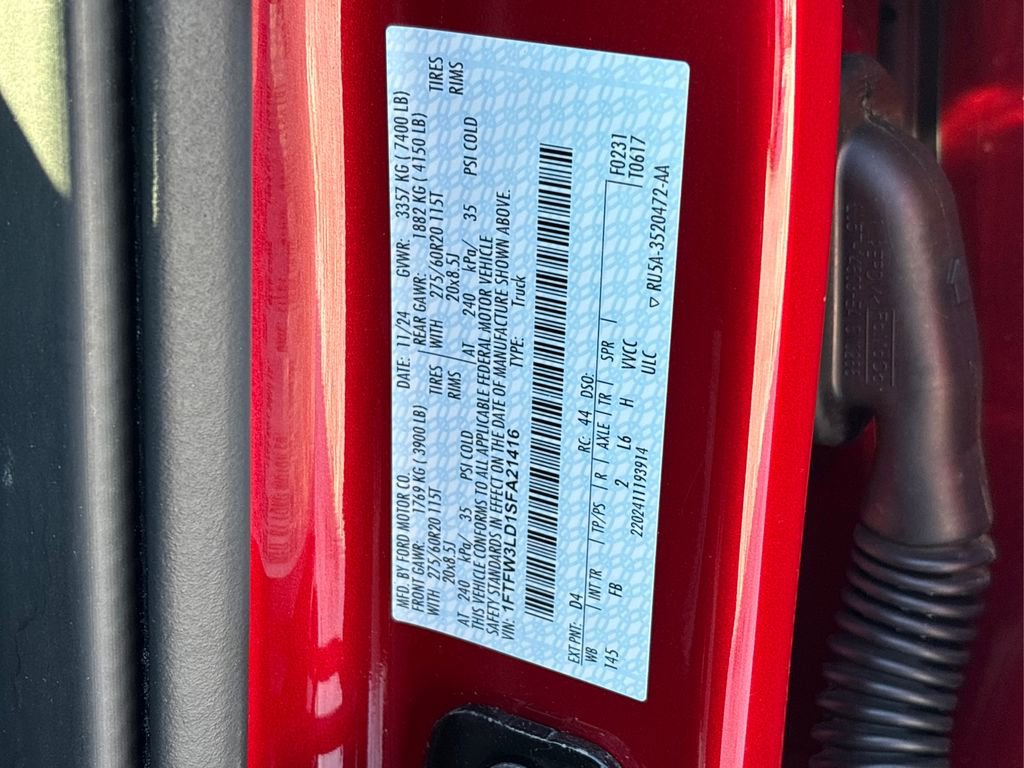 MFD. BY FORD MOTOR CO. DATE: 11/24 GVWR: 3357 KG ( 7400 LB)
FRONT GAWR: 1769 KG ( 3900 LB) REAR GAWR: 1882 KG ( 4150 LB)
WITH 275/60R20 115T TIRES WITH 275/60R20 115T TIRES
20x8.5J RIMS 20x8.5J RIMS
AT 240 kPa/ 35 PSI COLD AT 240 kPa/ 35 PSI COLD
THIS VEHICLE CONFORMS TO ALL APPLICABLE FEDERAL MOTOR VEHICLE
SAFETY STANDARDS IN EFFECT ON THE DATE OF MANUFACTURE SHOWN ABOVE.
VIN: 1FTFW3LD1SFA21416 TYPE: Truck
EXT PNT: D4 RC: 44 DSO: F0231
WB INT TR TP/PS R AXLE TR SPR T0617
145 FB 2 L6 H VVCC
220241193914 ULC
▽ RU5A-3520472-AA